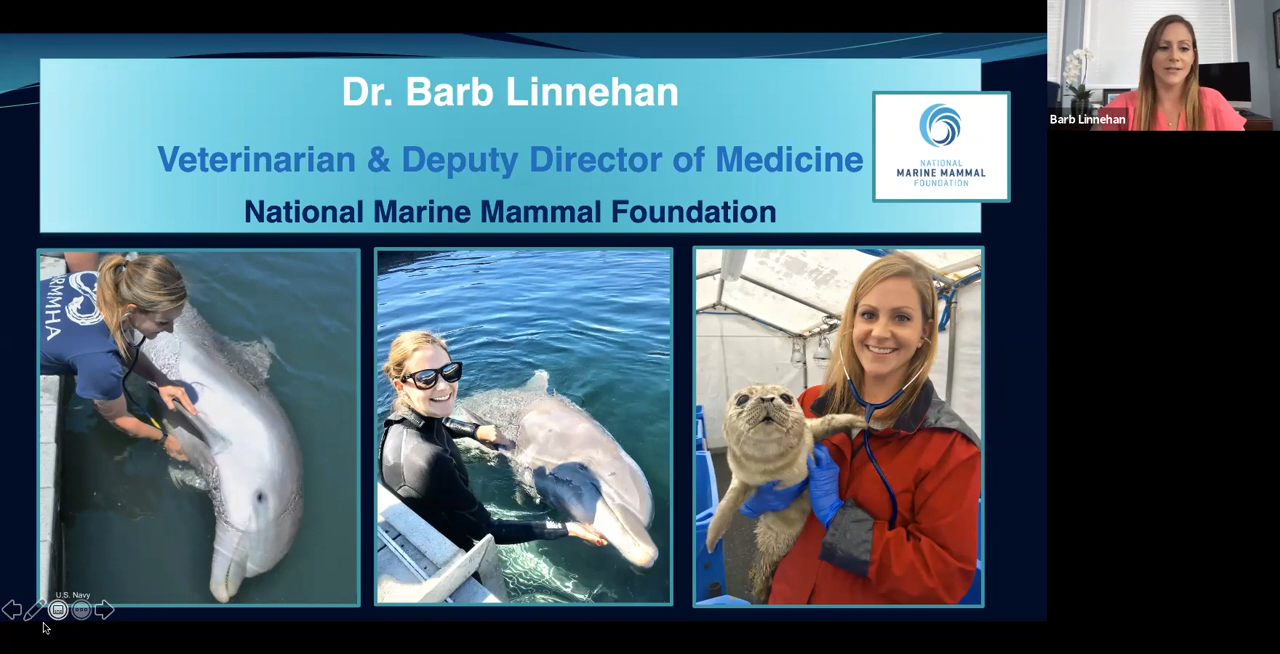 Dr. Barb Linnehan
Veterinarian & Deputy Director of Medicine
National Marine Mammal Foundation
NATIONAL
MARINE MAMMAL
FOUNDATION
Barb Linnehan
RMMHA
U.S. Navy